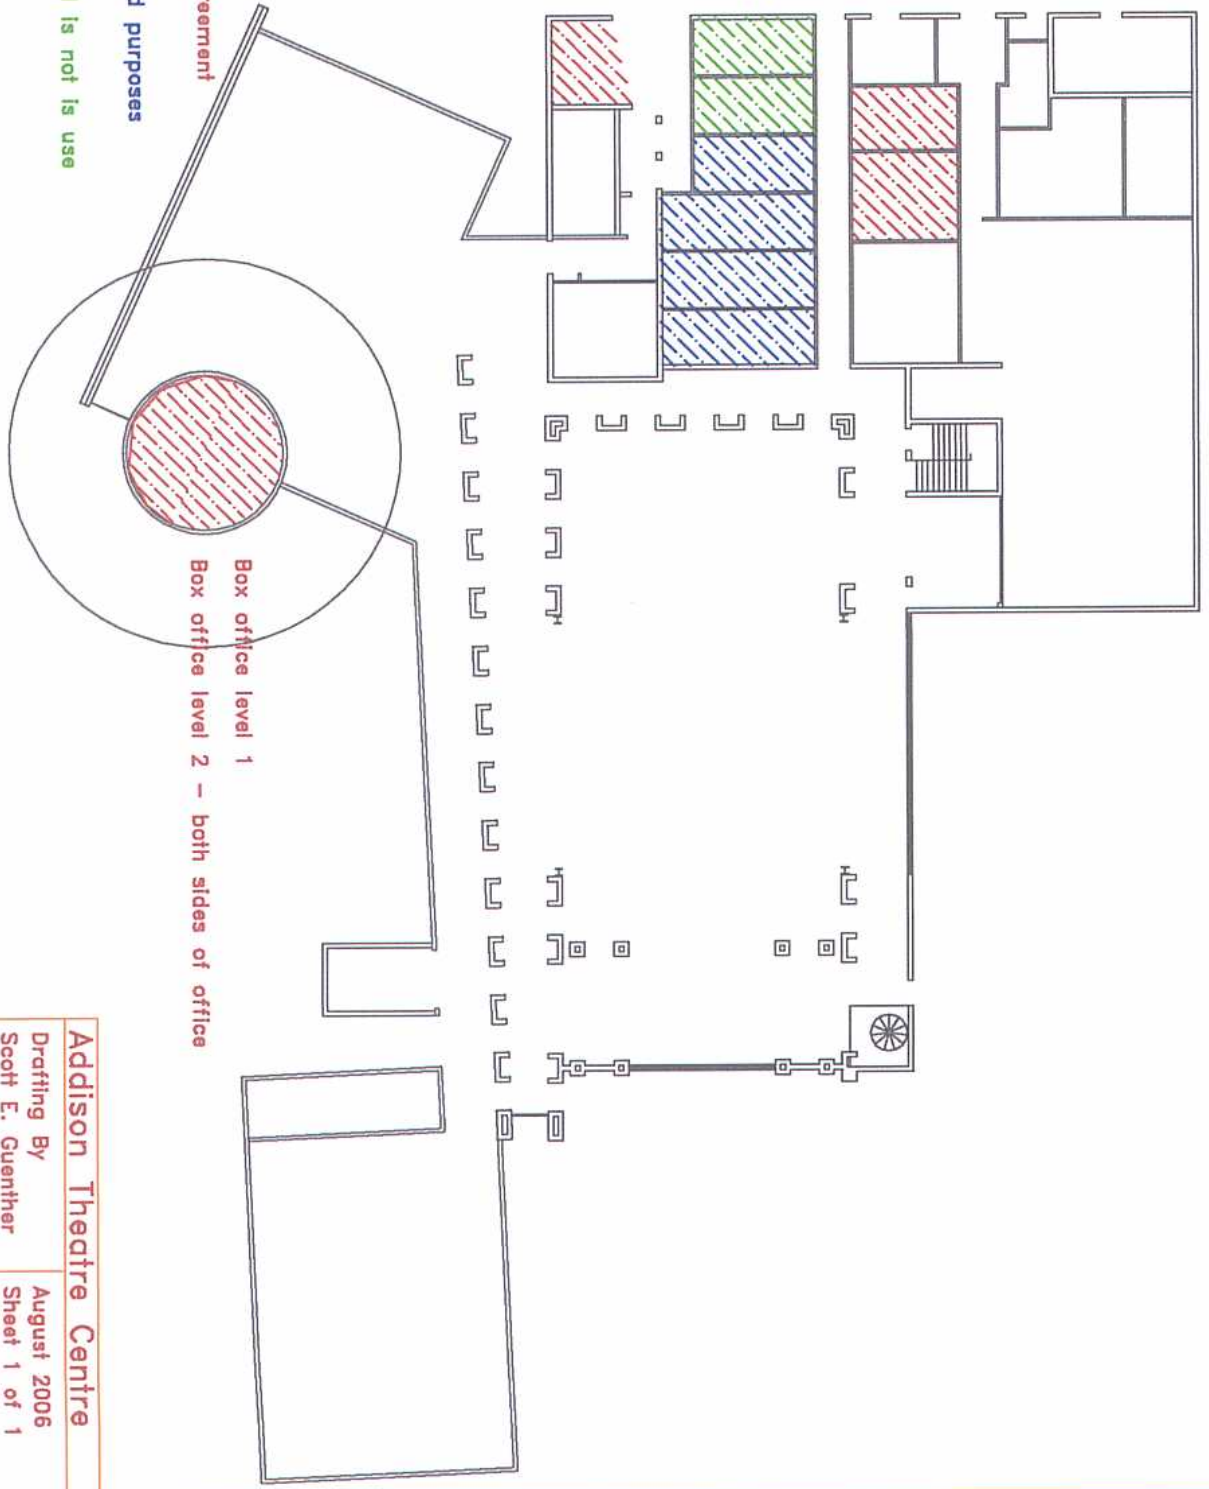 reement
d purposes
l is not is use
Box office level 1
Box office level 2 – both sides of office
Addison Theatre Centre
Drafting By
Scott E. Guenther
August 2006
Sheet 1 of 1